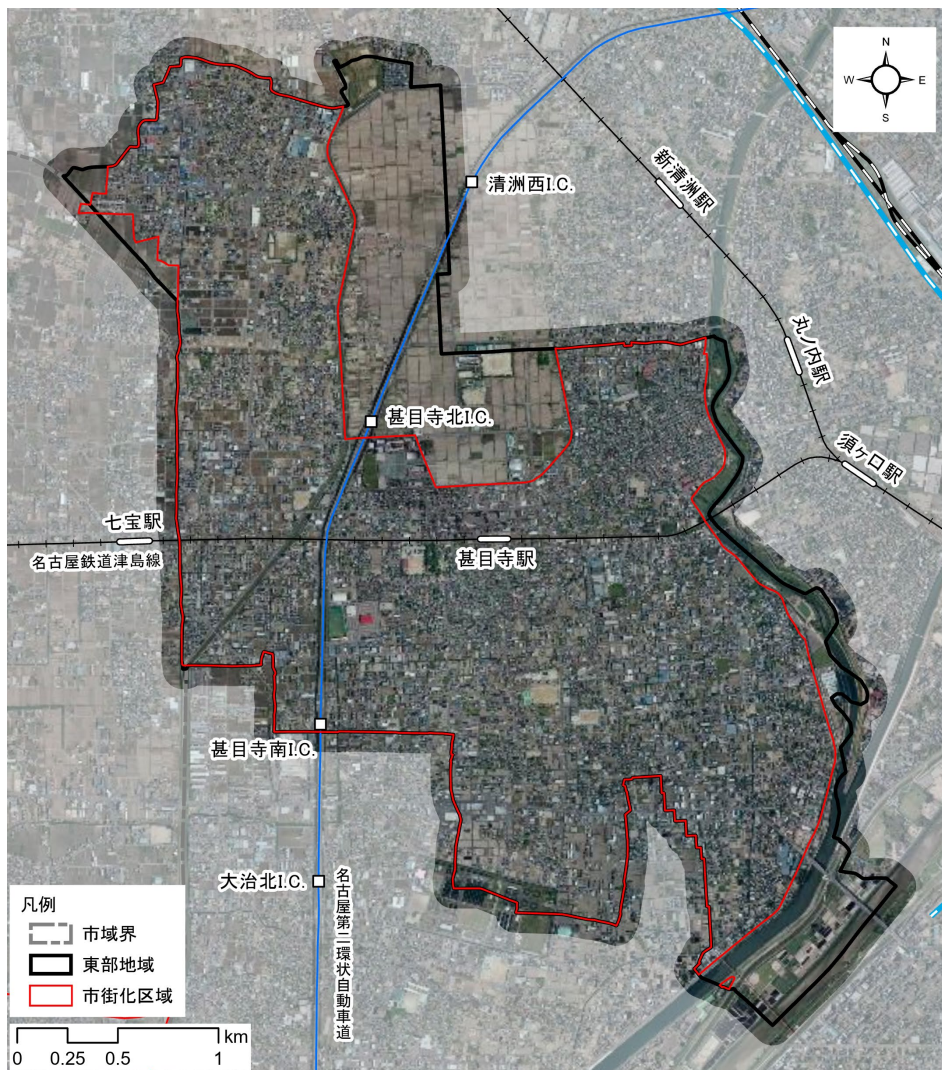 N
W
E
S
清洲西I.C.
新清洲駅
丸ノ内駅
須ヶ口駅
甚目寺北I.C.
七宝駅
名古屋鉄道津島線
甚目寺駅
甚目寺南I.C.
大治北I.C.
名古屋第二環状自動車道
凡例
市域界
東部地域
市街化区域
km
0 0.25 0.5 1